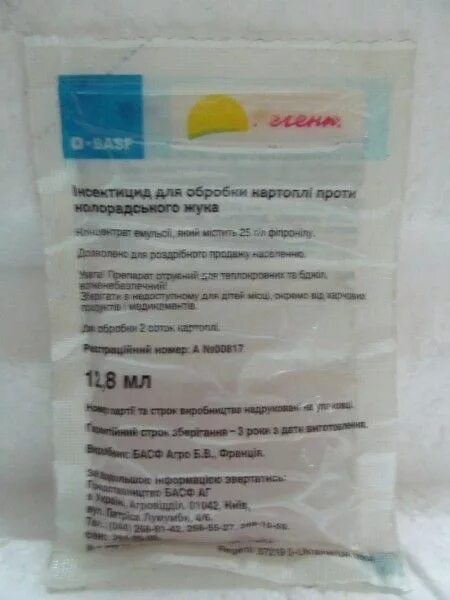 BASF
Інсектицид для обробки картоплі проти
колорадського жука
Концентрат емульсії, який містить 25 г/л фіпронілу.
Дозволено для роздрібного продажу населенню.
Увага! Препарат отруйний для теплокровних та бджіл,
вогненебезпечний!
Зберігати в недоступному для дітей місці, окремо від харчових
продуктів і медикаментів.
Для обробки 2 соток картоплі.
Реєстраційний номер: А №00817
12,8 мл
Номер партії та строк виробництва надруковані на упаковці.
Гарантійний строк зберігання – 3 роки з дати виготовлення.
Виробник: БАСФ Агро Б.В., Франція.
За додатковою інформацією звертатись:
Представництво БАСФ АГ
в Україні, Агровідділ, 01042, Київ,
вул. Патріса Лумумби, 4/6.
Тел.: (044)
Regent